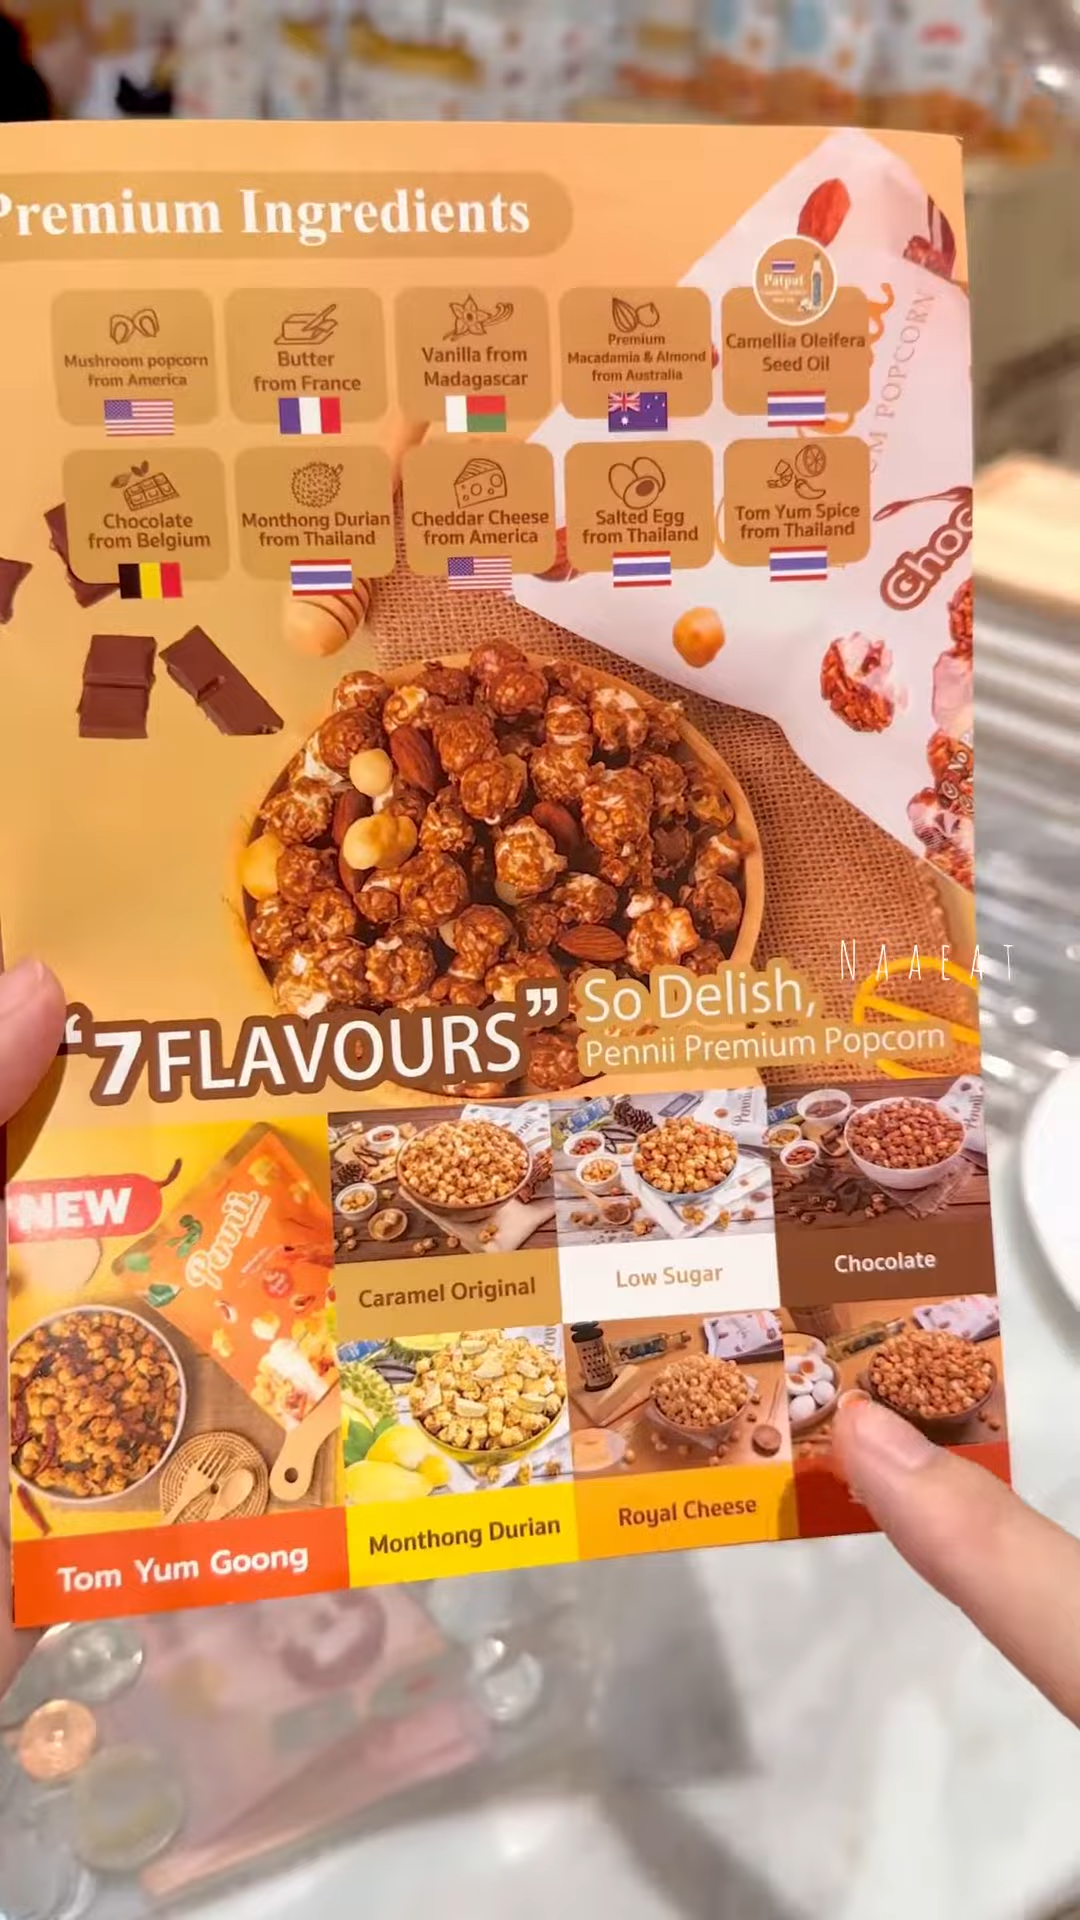 Premium Ingredients
Mushroom popcorn
from America
Butter
from France
Vanilla from
Madagascar
Premium
Macadamia & Almond
from Australia
Patpat
Camellia Oleifera
Seed Oil
Chocolate
from Belgium
Monthong Durian
from Thailand
Cheddar Cheese
from America
Salted Egg
from Thailand
Tom Yum Spice
from Thailand
POPCORN
Choc
NAAEAT
"7 FLAVOURS"
So Delish,
Pennii Premium Popcorn
NEW
Pennii
Caramel Original
Low Sugar
Chocolate
Tom Yum Goong
Monthong Durian
Royal Cheese